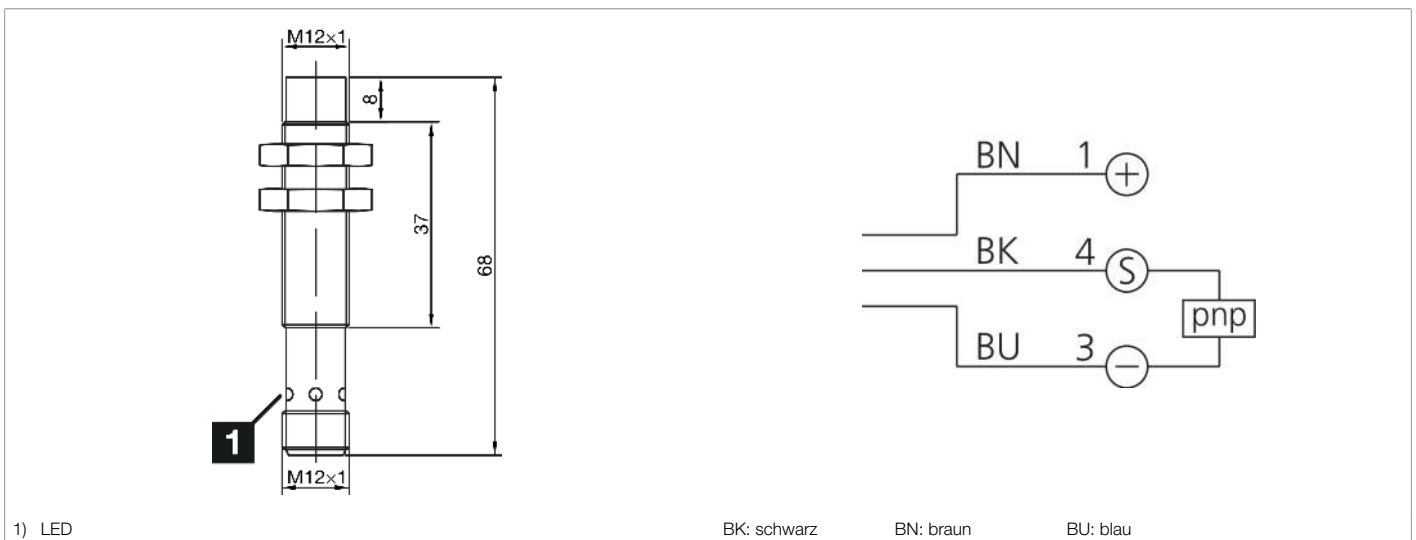 M12×1
8
37
68
1
M12×1
BN 1 +
BK 4 S
pnp
BU 3 −
1) LED
BK: schwarz BN: braun BU: blau